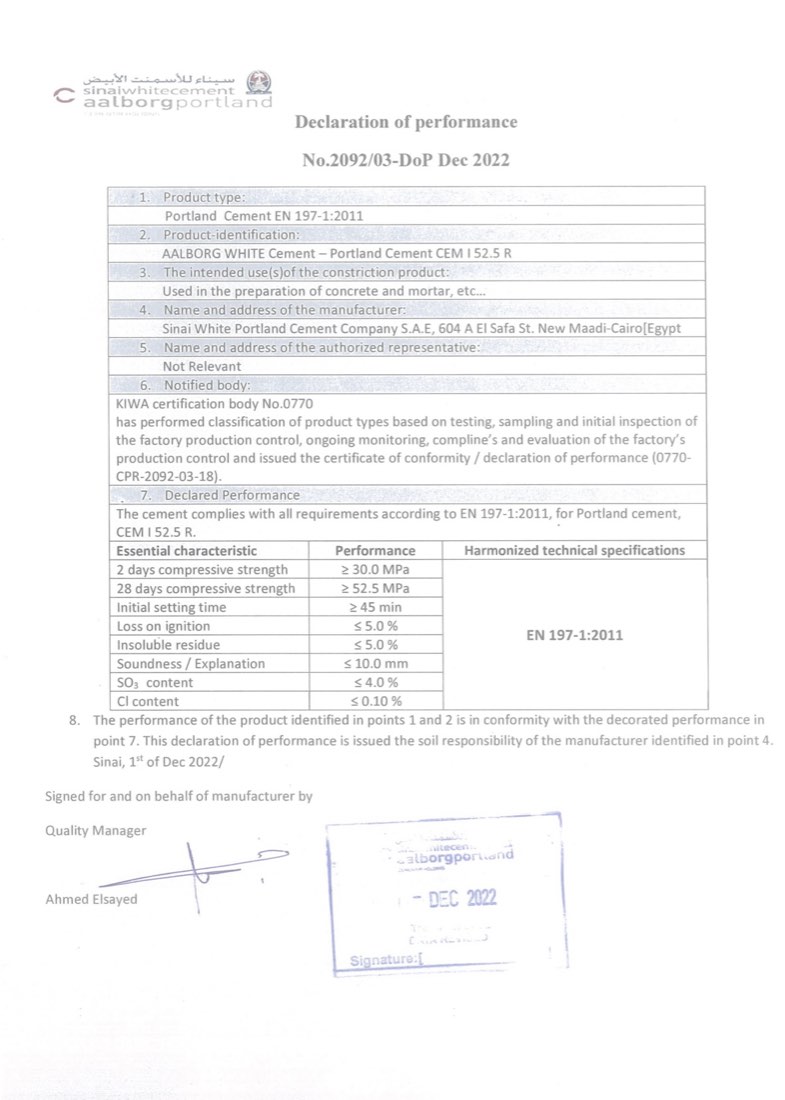 سيناء للأسمنت الأبيض
sinaiwhitecement
aalborgportland
Declaration of performance
No.2092/03-DoP Dec 2022
1. Product type:
Portland Cement EN 197-1:2011
2. Product-identification:
AALBORG WHITE Cement – Portland Cement CEM I 52.5 R
3. The intended use(s)of the constriction product:
Used in the preparation of concrete and mortar, etc...
4. Name and address of the manufacturer:
Sinai White Portland Cement Company S.A.E, 604 A El Safa St. New Maadi-Cairo[Egypt
5. Name and address of the authorized representative:
Not Relevant
6. Notified body:
KIWA certification body No.0770
has performed classification of product types based on testing, sampling and initial inspection of
the factory production control, ongoing monitoring, compline's and evaluation of the factory's
production control and issued the certificate of conformity / declaration of performance (0770-
CPR-2092-03-18).
7. Declared Performance
The cement complies with all requirements according to EN 197-1:2011, for Portland cement,
CEM I 52.5 R.
Essential characteristic Performance Harmonized technical specifications
2 days compressive strength ≥ 30.0 MPa
28 days compressive strength ≥ 52.5 MPa
Initial setting time ≥ 45 min
Loss on ignition ≤ 5.0 %
Insoluble residue ≤ 5.0 %
Soundness / Explanation ≤ 10.0 mm
SO₃ content ≤ 4.0 %
Cl content ≤ 0.10 %
EN 197-1:2011
8. The performance of the product identified in points 1 and 2 is in conformity with the decorated performance in
point 7. This declaration of performance is issued the soil responsibility of the manufacturer identified in point 4.
Sinai, 1st of Dec 2022/
Signed for and on behalf of manufacturer by
Quality Manager
Ahmed Elsayed
aalborgportland
- DEC 2022
Signature:[